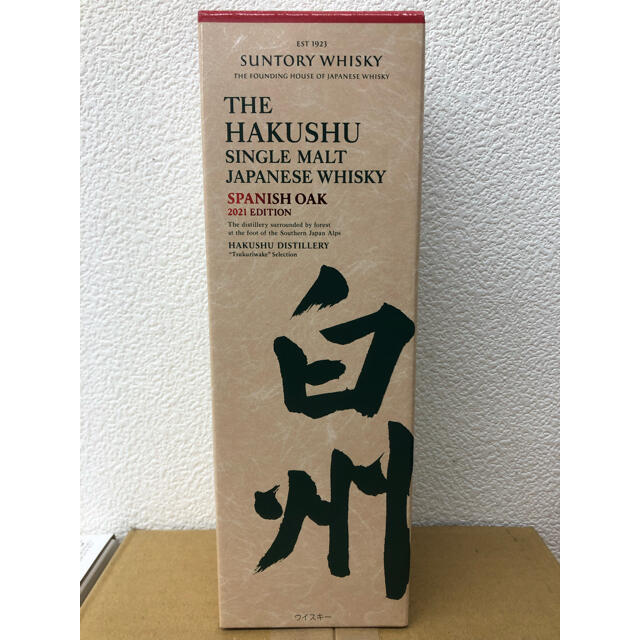 EST 1923
SUNTORY WHISKY
THE FOUNDING HOUSE OF JAPANESE WHISKY
THE
HAKUSHU
SINGLE MALT
JAPANESE WHISKY
SPANISH OAK
2021 EDITION
The distillery surrounded by forest
at the foot of the Southern Japan Alps
HAKUSHU DISTILLERY
"Tsukuriwake" Selection
白
州
ウイスキー